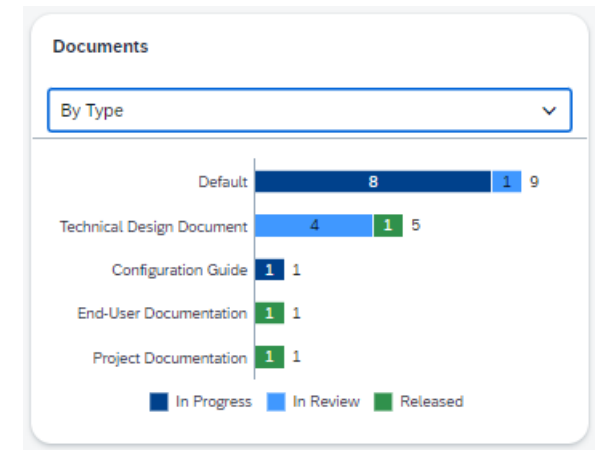 Documents
By Type
Default 8 1 9
Technical Design Document 4 1 5
Configuration Guide 1 1
End-User Documentation 1 1
Project Documentation 1 1
In Progress In Review Released